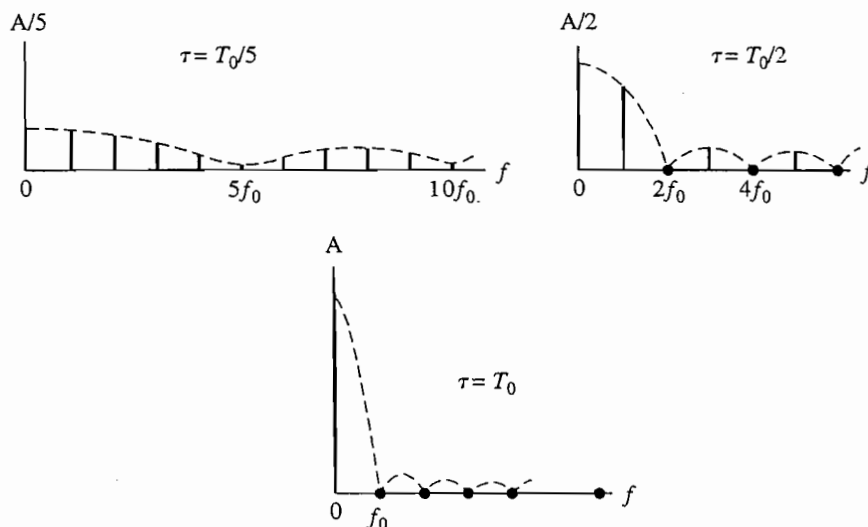 A/5
τ = T₀/5
0
5f₀
10f₀.
f
A/2
τ = T₀/2
0
2f₀
4f₀
f
A
τ = T₀
0
f₀
f